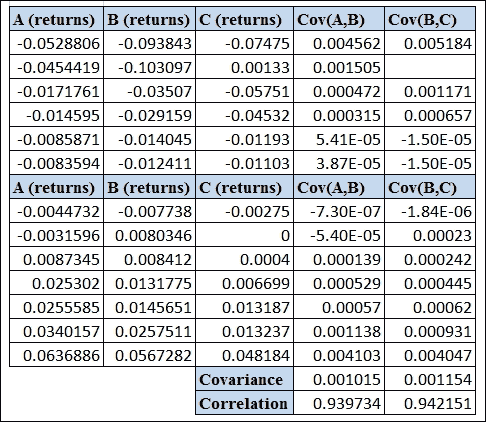 A (returns) B (returns) C (returns) Cov(A,B) Cov(B,C)
-0.0528806 -0.093843 -0.07475 0.004562 0.005184
-0.0454419 -0.103097 0.00133 0.001505
-0.0171761 -0.03507 -0.05751 0.000472 0.001171
-0.014595 -0.029159 -0.04532 0.000315 0.000657
-0.0085871 -0.014045 -0.01193 5.41E-05 -1.50E-05
-0.0083594 -0.012411 -0.01103 3.87E-05 -1.50E-05
A (returns) B (returns) C (returns) Cov(A,B) Cov(B,C)
-0.0044732 -0.007738 -0.00275 -7.30E-07 -1.84E-06
-0.0031596 0.0080346 0 -5.40E-05 0.00023
0.0087345 0.008412 0.0004 0.000139 0.000242
0.025302 0.0131775 0.006699 0.000529 0.000445
0.0255585 0.0145651 0.013187 0.00057 0.00062
0.0340157 0.0257511 0.013237 0.001138 0.000931
0.0636886 0.0567282 0.048184 0.004103 0.004047
Covariance 0.001015 0.001154
Correlation 0.939734 0.942151